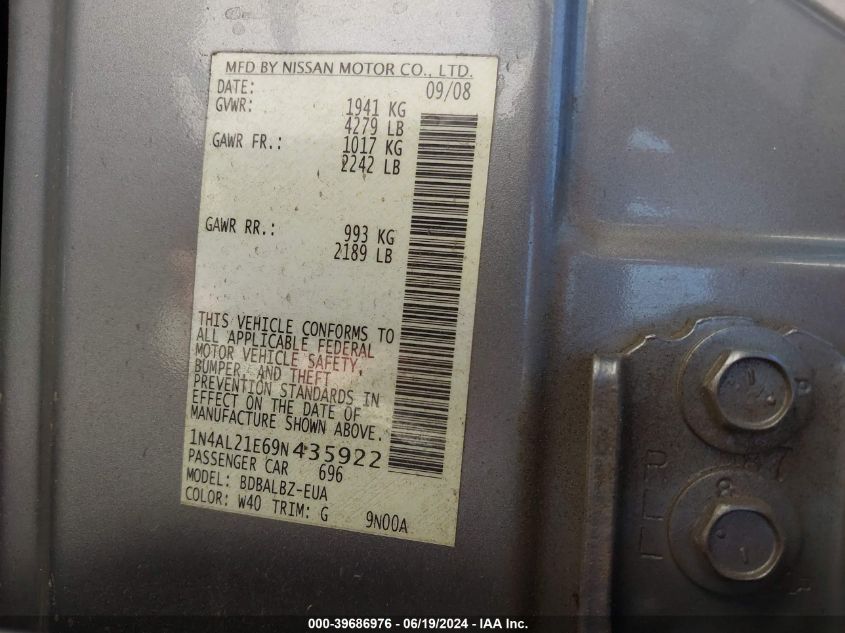 MFD BY NISSAN MOTOR CO., LTD.
DATE: 09/08
GVWR: 1941 KG
4279 LB
GAWR FR.: 1017 KG
2242 LB
GAWR RR.: 993 KG
2189 LB
THIS VEHICLE CONFORMS TO
ALL APPLICABLE FEDERAL
MOTOR VEHICLE SAFETY,
BUMPER, AND THEFT
PREVENTION STANDARDS IN
EFFECT ON THE DATE OF
MANUFACTURE SHOWN ABOVE.
1N4AL21E69N435922
PASSENGER CAR 696
MODEL: BDBALBZ-EUA
COLOR: W40 TRIM: G 9N00A
000-39686976 - 06/19/2024 - IAA Inc.